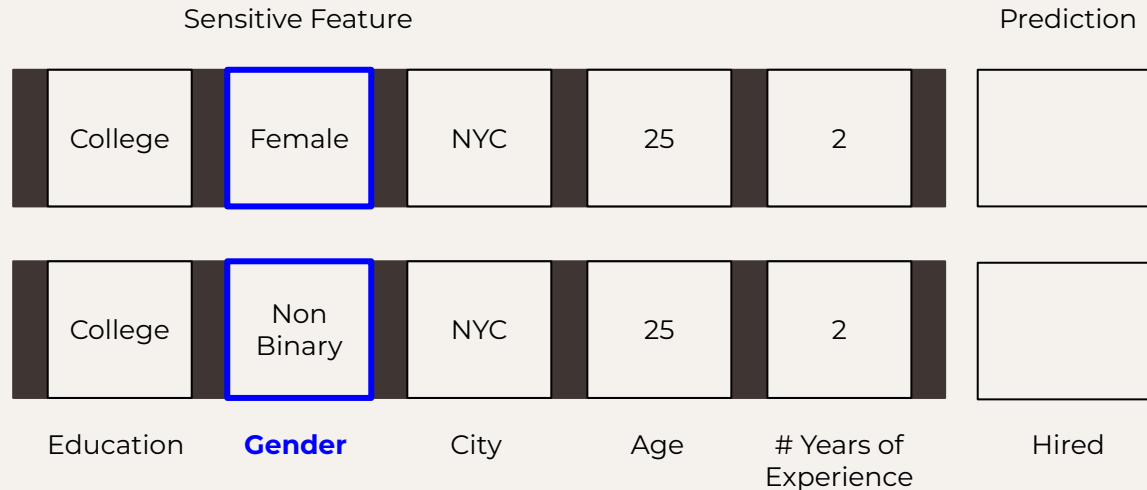 Sensitive Feature
Prediction
College
Female
NYC
25
2
College
Non
Binary
NYC
25
2
Education
Gender
City
Age
# Years of
Experience
Hired